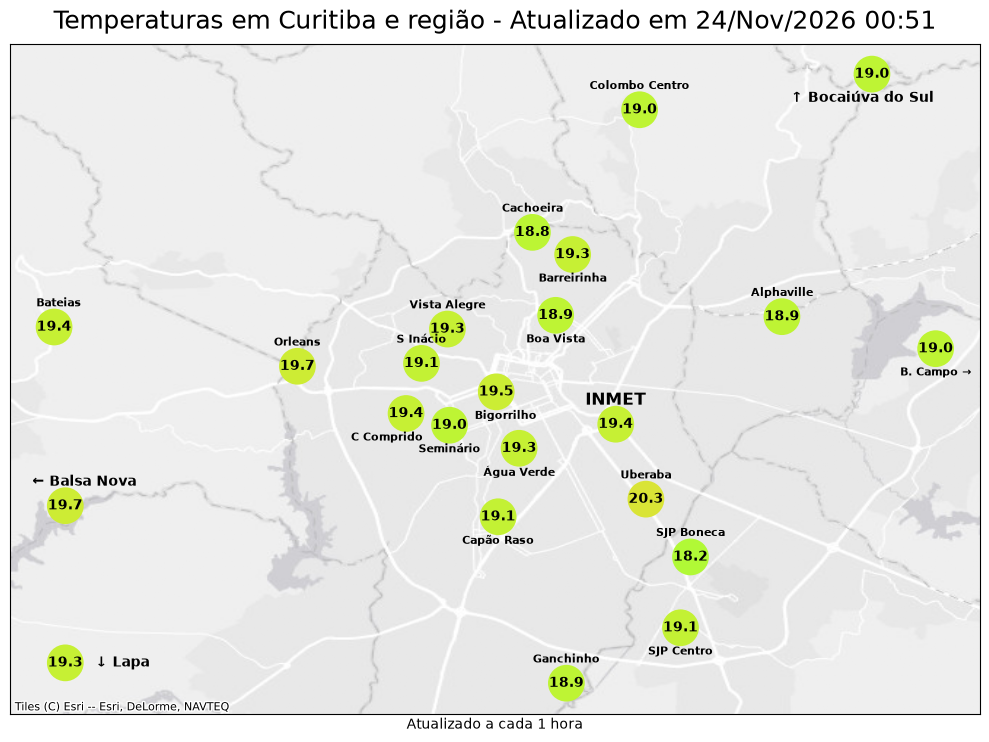 Temperaturas em Curitiba e região - Atualizado em 24/Nov/2026 00:51
19.0
↑ Bocaiúva do Sul
Colombo Centro
19.0
Cachoeira
18.8
19.3
Barreirinha
Bateias
19.4
Vista Alegre
19.3
18.9
Boa Vista
Alphaville
18.9
Orleans
19.7
S Inácio
19.1
19.0
B. Campo →
19.5
Bigorrilho
INMET
19.4
19.4
C Comprido
19.0
Seminário
19.3
Água Verde
← Balsa Nova
19.7
Uberaba
20.3
19.1
Capão Raso
SJP Boneca
18.2
19.1
SJP Centro
19.3 ↓ Lapa
Ganchinho
18.9
Tiles (C) Esri -- Esri, DeLorme, NAVTEQ
Atualizado a cada 1 hora